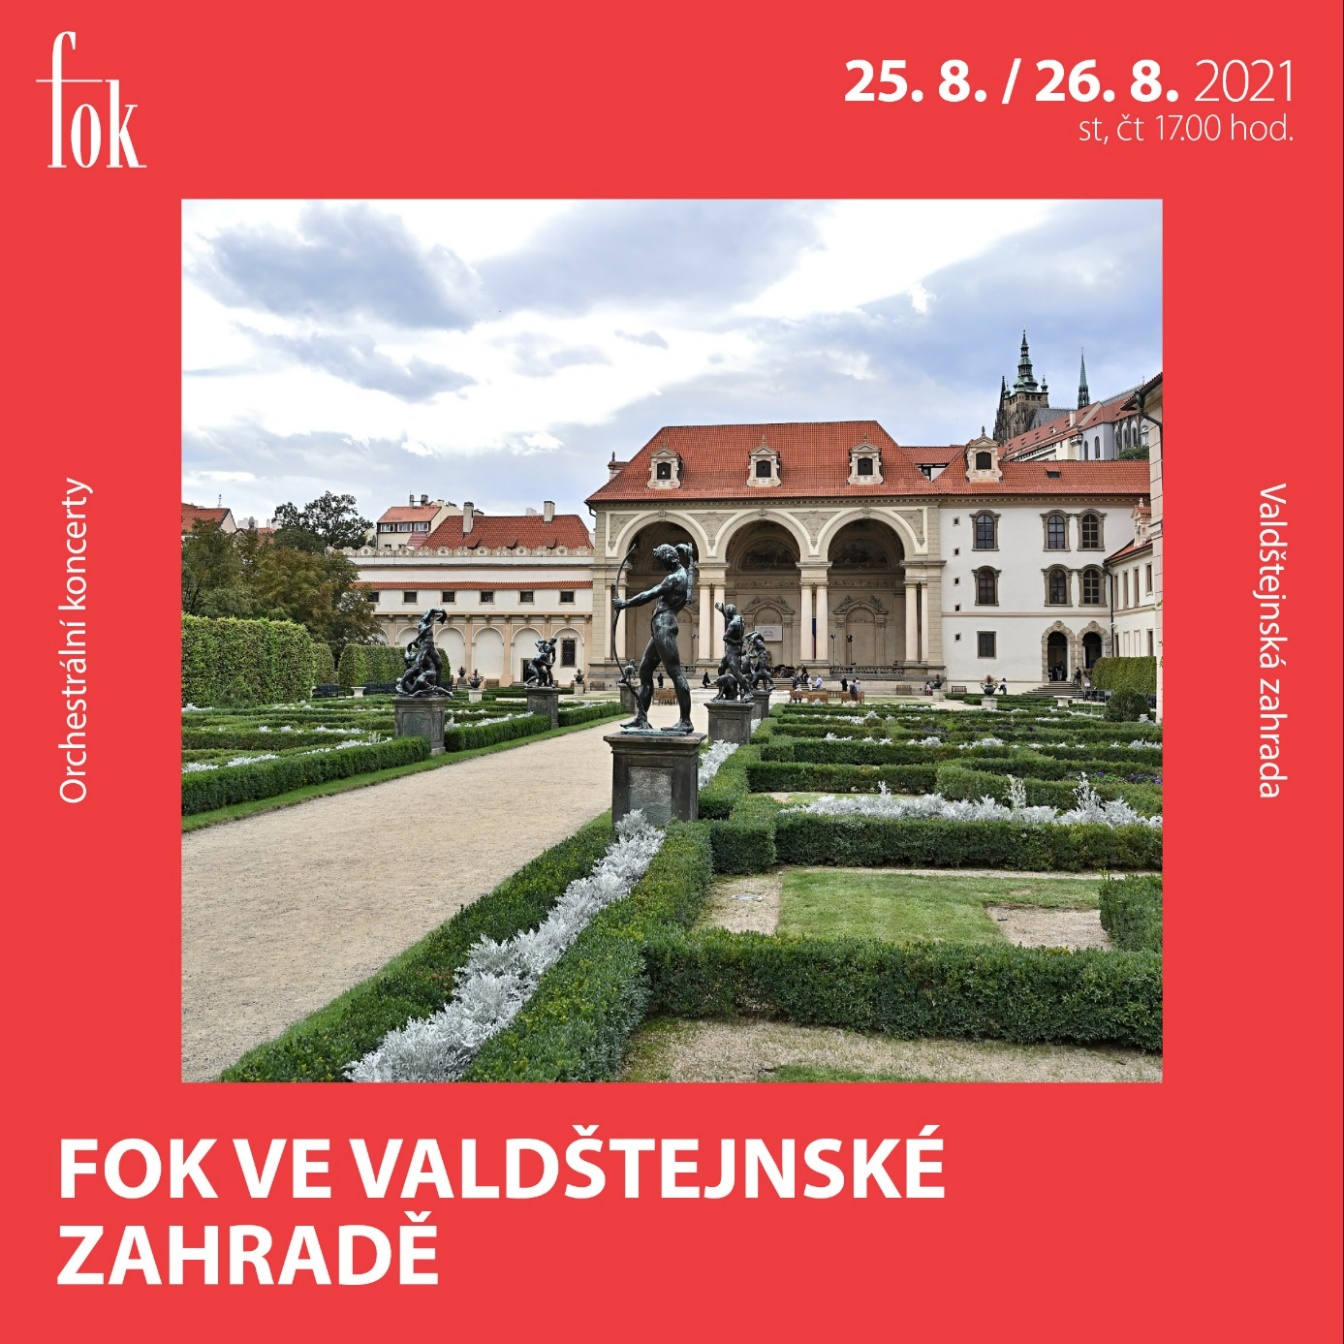 fok
25. 8. / 26. 8. 2021
st, čt 17.00 hod.
Orchestrální koncerty
Valdštejnská zahrada
FOK VE VALDŠTEJNSKÉ
ZAHRADĚ